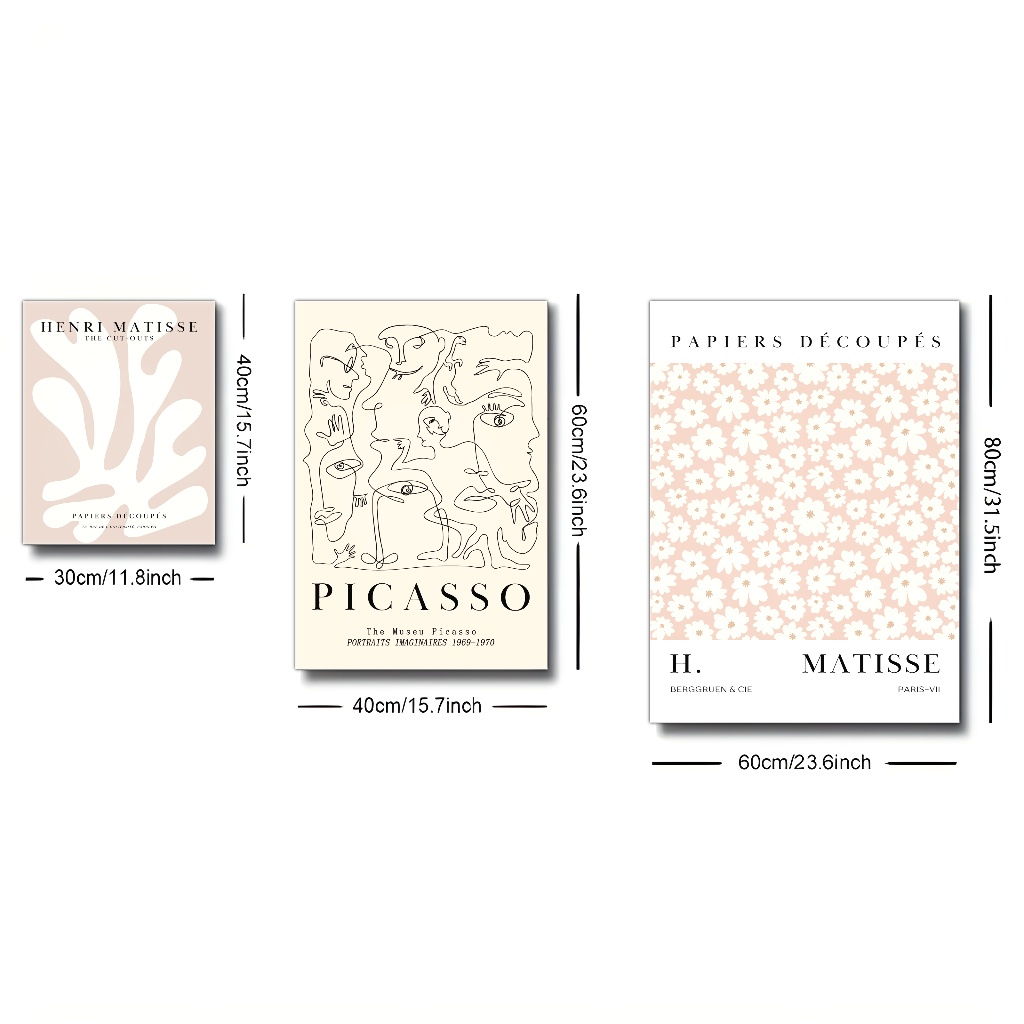 HENRI MATISSE
THE CUT-OUTS
PAPIERS DÉCOUPÉS
40cm/15.7inch
30cm/11.8inch
PICASSO
The Museu Picasso
PORTRAITS IMAGINAIRES 1969-1970
60cm/23.6inch
40cm/15.7inch
PAPIERS DÉCOUPÉS
H. MATISSE
BERGGRUEN & CIE PARIS-VII
80cm/31.5inch
60cm/23.6inch